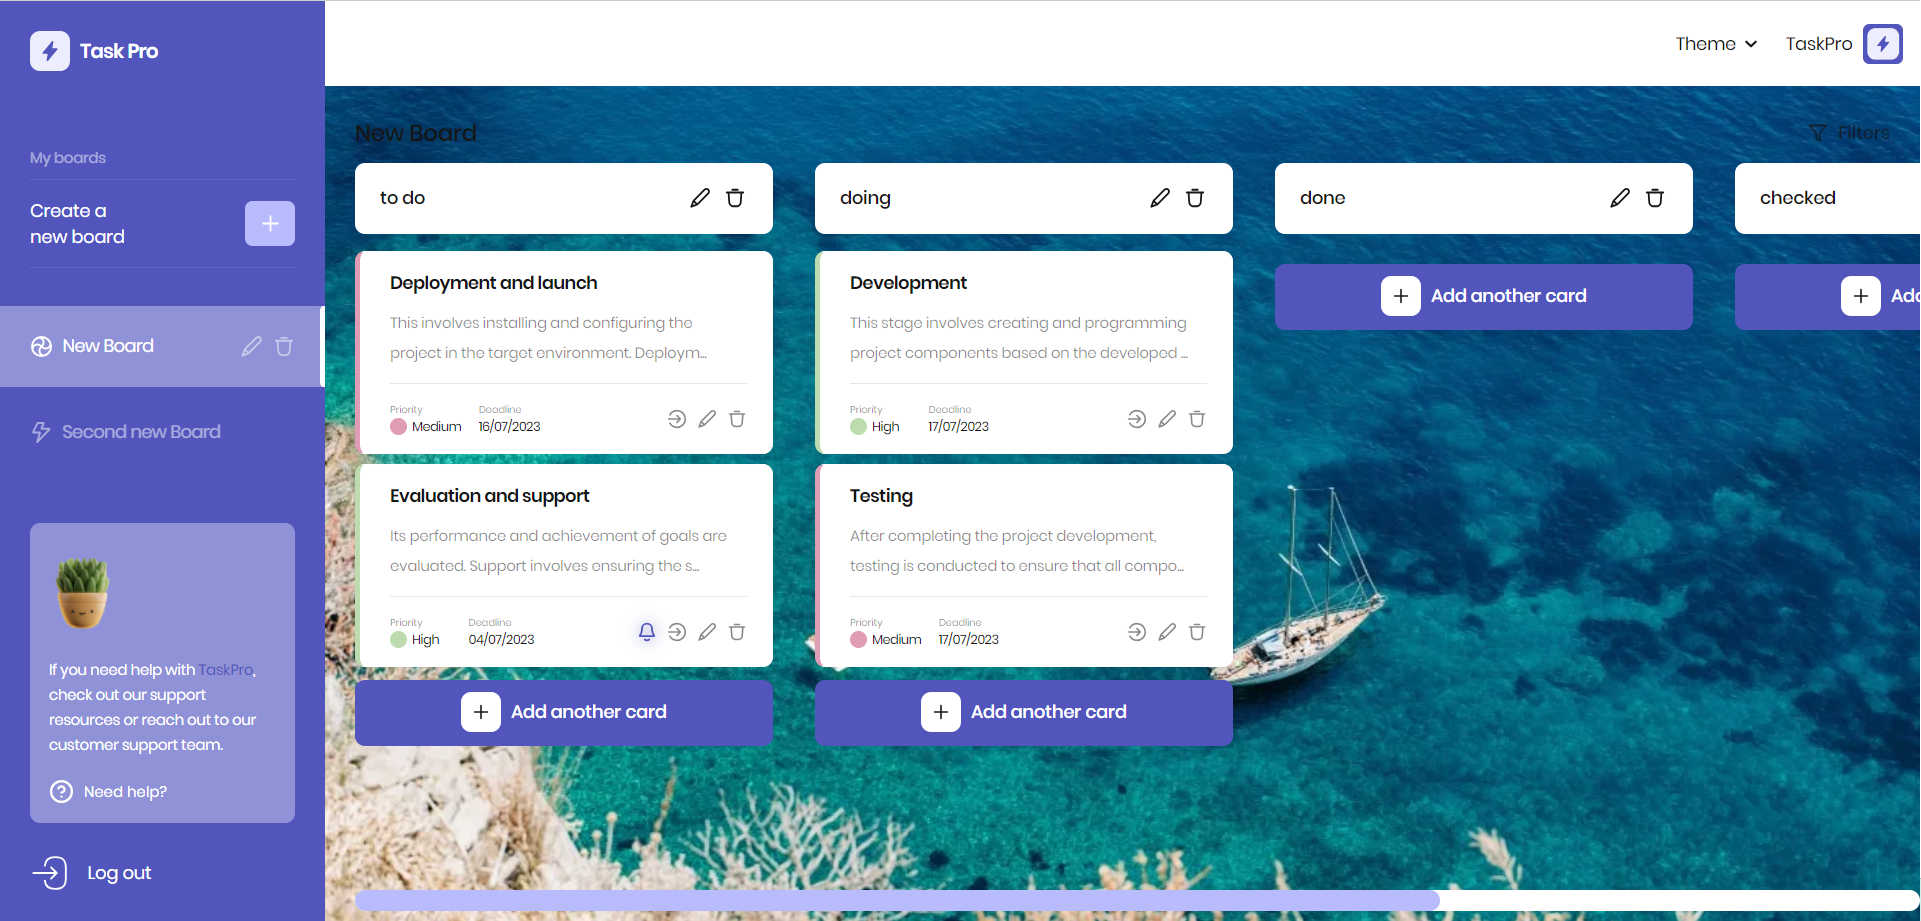 Task Pro
My boards
Create a
new board
New Board
Second new Board
If you need help with TaskPro,
check out our support
resources or reach out to our
customer support team.
Need help?
Log out
Theme
TaskPro
New Board
Filters
to do
Deployment and launch
This involves installing and configuring the
project in the target environment. Deploym...
Priority
Medium
Deadline
16/07/2023
Evaluation and support
Its performance and achievement of goals are
evaluated. Support involves ensuring the s...
Priority
High
Deadline
04/07/2023
Add another card
doing
Development
This stage involves creating and programming
project components based on the developed ...
Priority
High
Deadline
17/07/2023
Testing
After completing the project development,
testing is conducted to ensure that all compo...
Priority
Medium
Deadline
17/07/2023
Add another card
done
Add another card
checked
Add